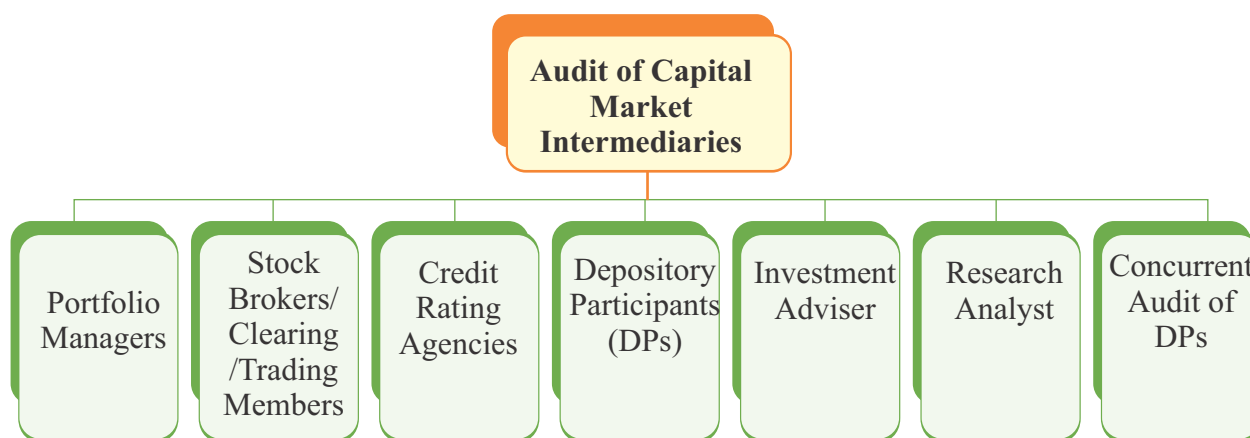 Audit of Capital
Market
Intermediaries
Portfolio
Managers
Stock
Brokers/
Clearing
/Trading
Members
Credit
Rating
Agencies
Depository
Participants
(DPs)
Investment
Adviser
Research
Analyst
Concurrent
Audit of
DPs